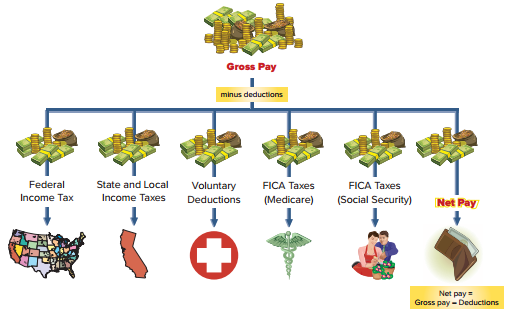 Gross Pay
minus deductions
Federal
Income Tax
State and Local
Income Taxes
Voluntary
Deductions
FICA Taxes
(Medicare)
FICA Taxes
(Social Security)
Net Pay
Net pay =
Gross pay – Deductions